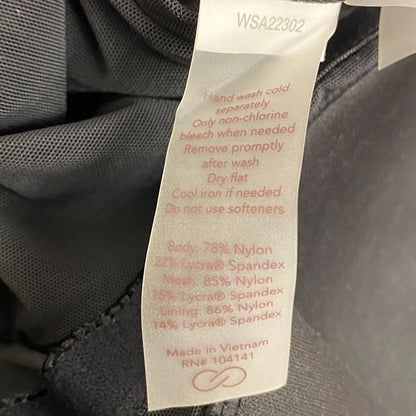 WSA22302
Hand wash cold
separately
Only non-chlorine
bleach when needed
Remove promptly
after wash
Dry flat
Cool iron if needed
Do not use softeners
Body: 78% Nylon
22% Lycra® Spandex
Mesh: 85% Nylon
15% Lycra® Spandex
Lining: 86% Nylon
14% Lycra® Spandex
Made in Vietnam
RN# 104141